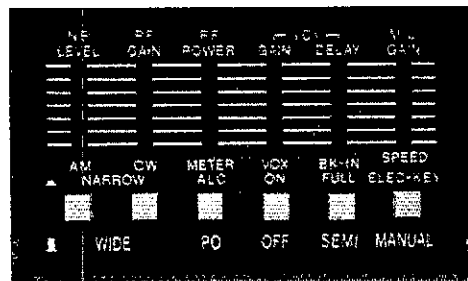 NB RF RF VOX MIC
LEVEL GAIN POWER GAIN DELAY GAIN
AM CW METER VOX BK-IN SPEED
NARROW ALC ON FULL ELEC-KEY
WIDE PO OFF SEMI MANUAL